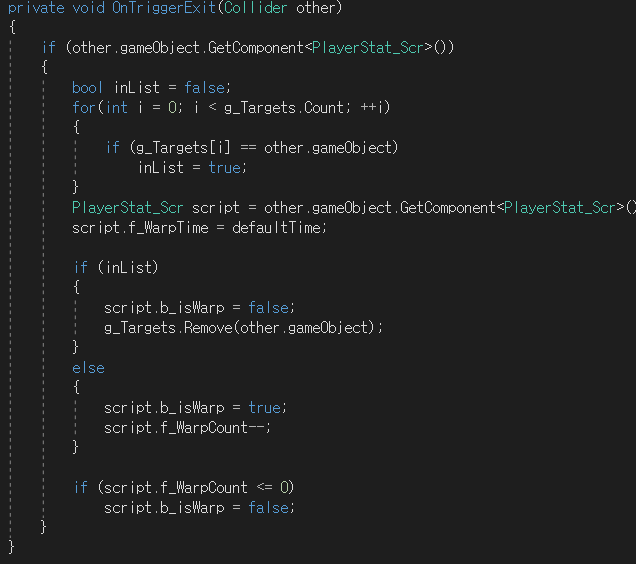 private void OnTriggerExit(Collider other)
{
if (other.gameObject.GetComponent<PlayerStat_Scr>())
{
bool inList = false;
for(int i = 0; i < g_Targets.Count; ++i)
{
if (g_Targets[i] == other.gameObject)
inList = true;
}
PlayerStat_Scr script = other.gameObject.GetComponent<PlayerStat_Scr>()
script.f_WarpTime = defaultTime;
if (inList)
{
script.b_isWarp = false;
g_Targets.Remove(other.gameObject);
}
else
{
script.b_isWarp = true;
script.f_WarpCount--;
}
if (script.f_WarpCount <= 0)
script.b_isWarp = false;
}
}